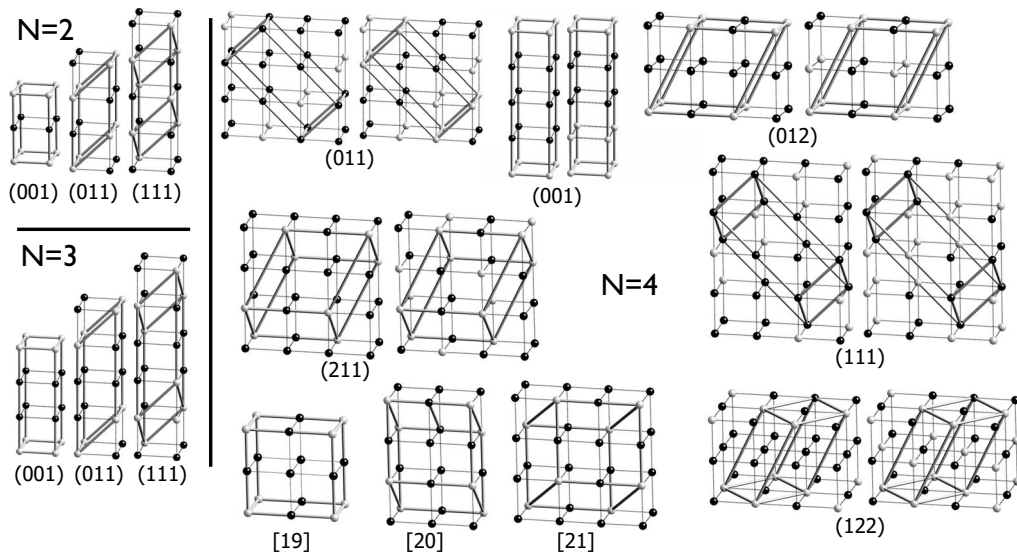 N=2
(001) (011) (111)
N=3
(001) (011) (111)
(011)
(001)
(012)
(211)
N=4
(111)
[19] [20] [21]
(122)